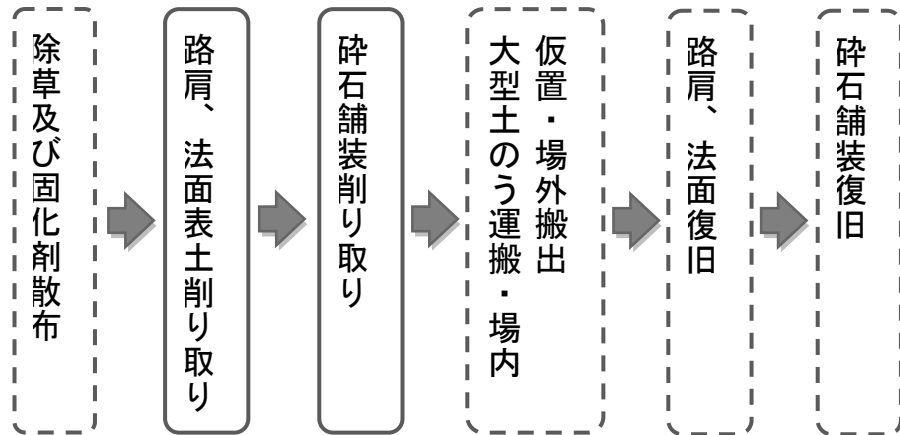 除草及び固化剤散布
路肩、法面表土削り取り
砕石舗装削り取り
仮置・場外搬出
大型土のう運搬・場内
路肩、法面復旧
砕石舗装復旧